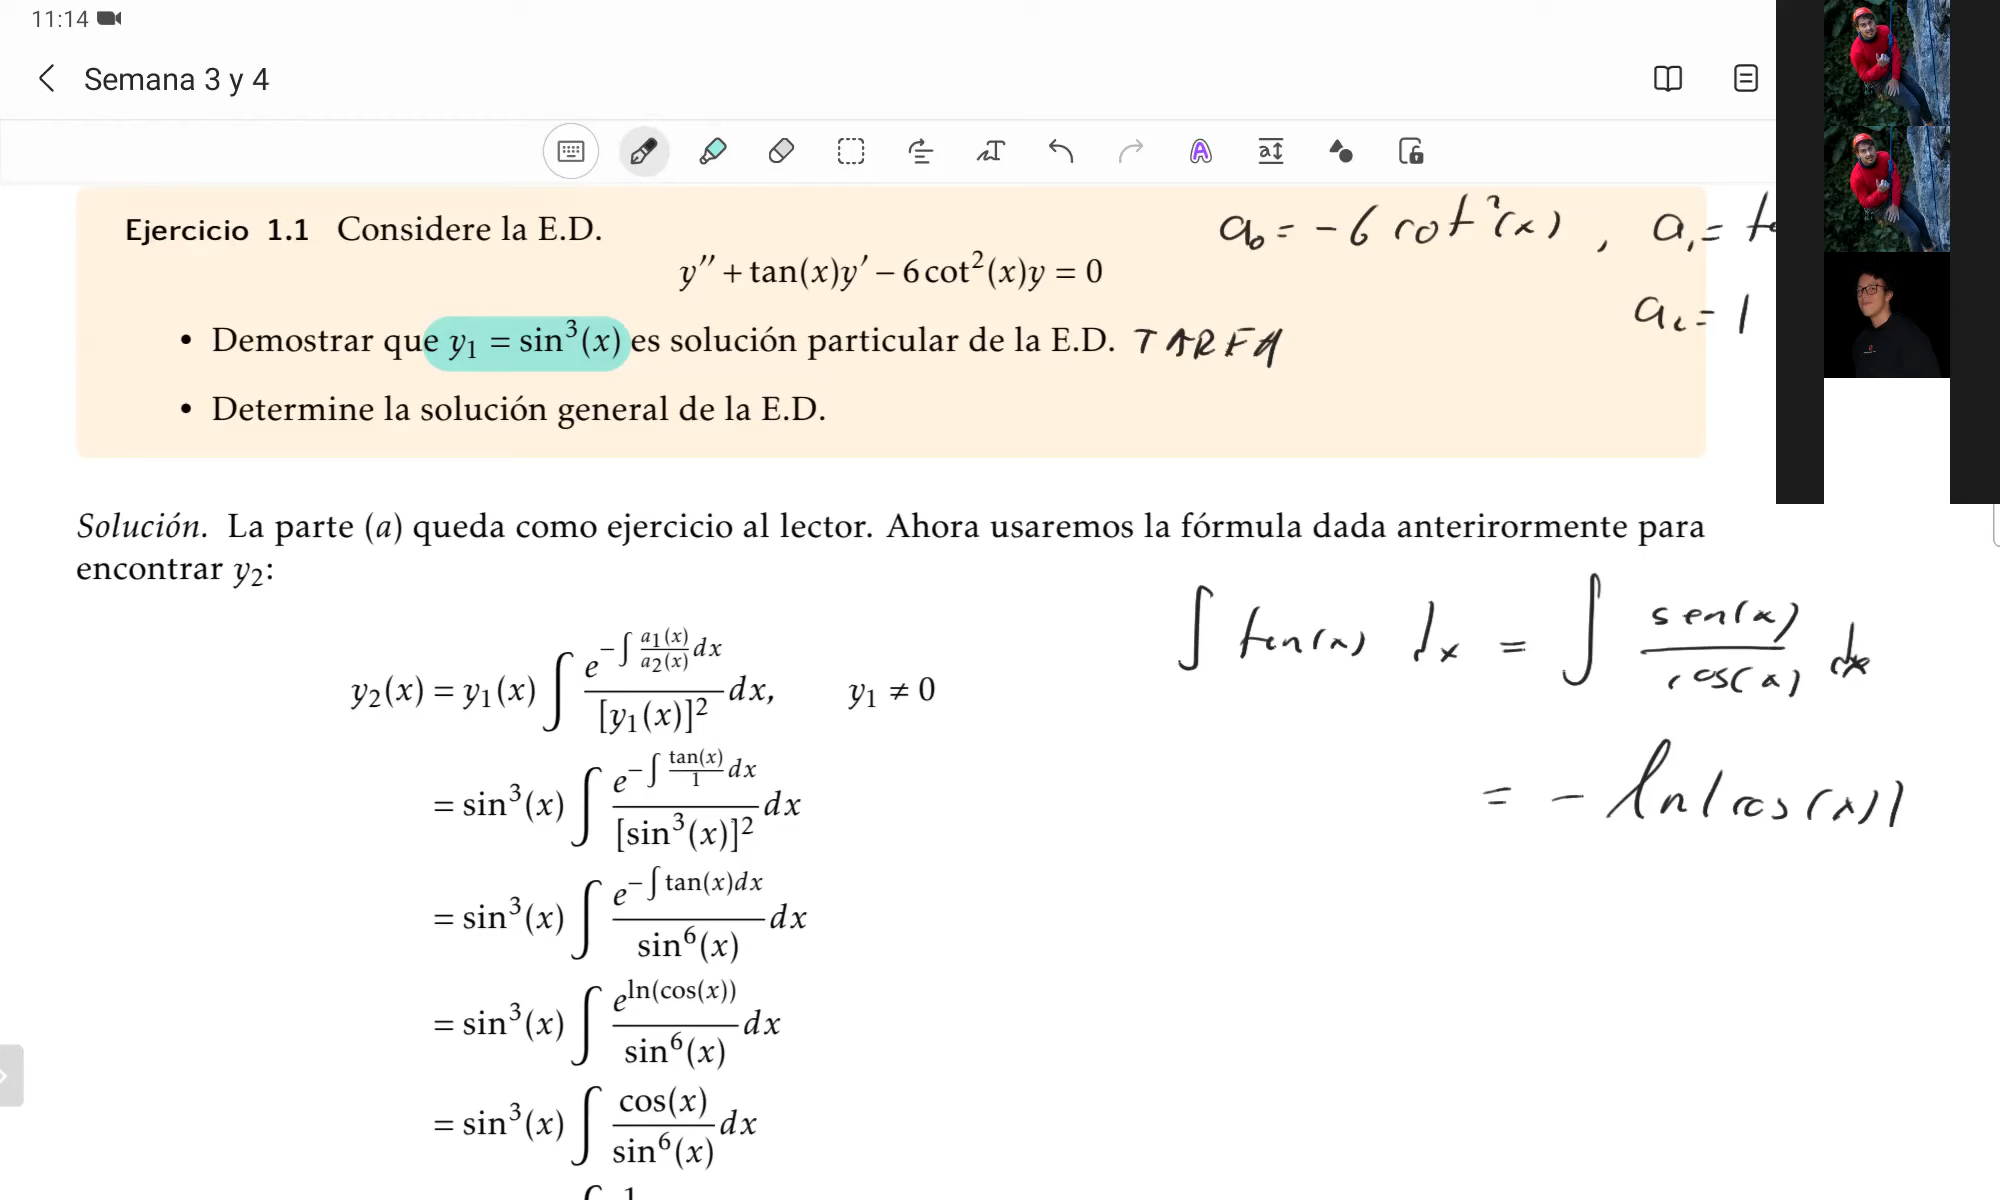 11:14
Semana 3 y 4
Ejercicio 1.1 Considere la E.D.
y″ + tan(x)y′ − 6cot²(x)y = 0
a₀ = −6 cot²(x) , a₁ =
a₂ = 1
• Demostrar que y₁ = sin³(x) es solución particular de la E.D. TAREA
• Determine la solución general de la E.D.
Solución. La parte (a) queda como ejercicio al lector. Ahora usaremos la fórmula dada anterirormente para
encontrar y₂:
y₂(x) = y₁(x) ∫ e^(−∫ a₁(x)/a₂(x) dx) / [y₁(x)]² dx, y₁ ≠ 0
= sin³(x) ∫ e^(−∫ tan(x)/1 dx) / [sin³(x)]² dx
= sin³(x) ∫ e^(−∫ tan(x)dx) / sin⁶(x) dx
= sin³(x) ∫ e^(ln(cos(x))) / sin⁶(x) dx
= sin³(x) ∫ cos(x) / sin⁶(x) dx
∫ tan(x) dx = ∫ sen(x) / cos(x) dx
= − ln|cos(x)|